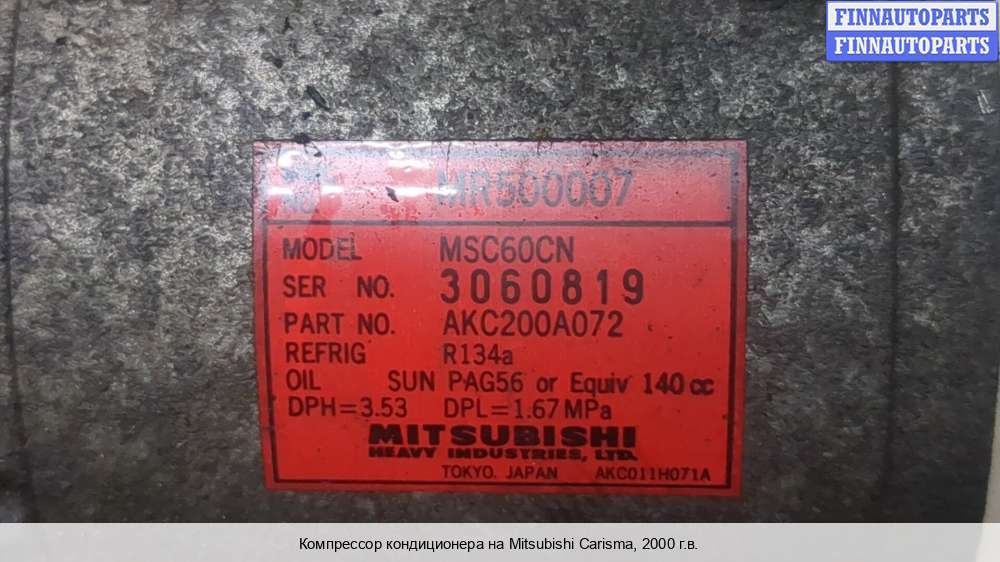 FINNAUTOPARTS
FINNAUTOPARTS
NO. MR500007
MODEL MSC60CN
SER NO. 3060819
PART NO. AKC200A072
REFRIG R134a
OIL SUN PAG56 or Equiv 140 cc
DPH=3.53 DPL=1.67MPa
MITSUBISHI
HEAVY INDUSTRIES, LTD.
TOKYO. JAPAN AKC011H071A
Компрессор кондиционера на Mitsubishi Carisma, 2000 г.в.